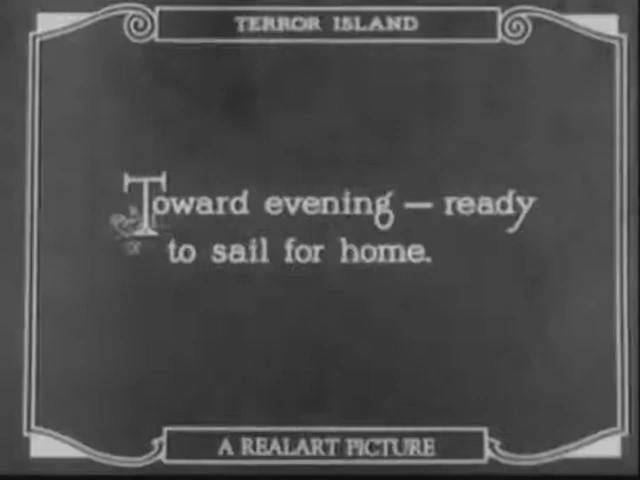 TERROR ISLAND
Toward evening — ready
to sail for home.
A REALART PICTURE